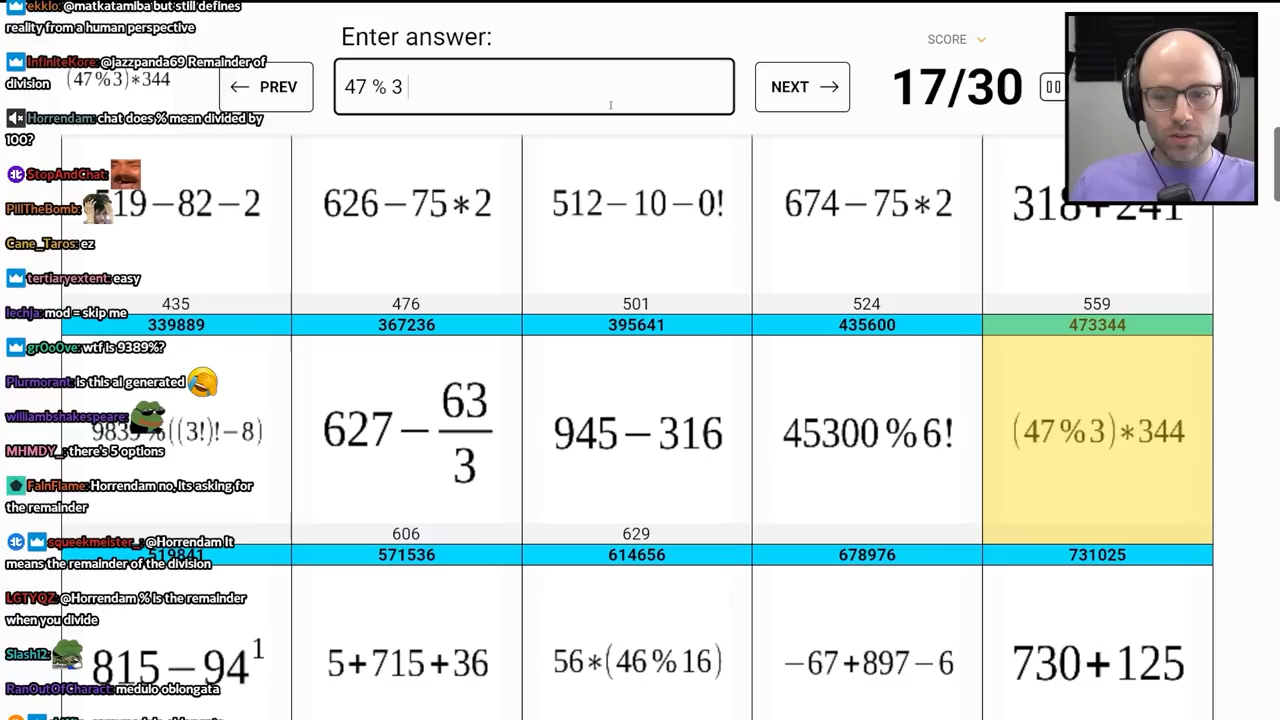 ekklo: @matkatamiba but still defines
reality from a human perspective
InfiniteKore: @jazzpanda69 Remainder of
division
Horrendam: chat does % mean divided by
100?
StopAndChat:
PillTheBomb:
Cane_Taros: ez
tertiaryextent: easy
lechja: mod = skip me
gr0o0ve: wtf is 9389%?
Plurmorant: is this ai generated
williambshakespeare:
MHMDY_: there's 5 options
FainFlame: Horrendam no, its asking for
the remainder
squeekmeister_: @Horrendam It
means the remainder of the division
LGTYQZ: @Horrendam % is the remainder
when you divide
Slash12:
RanOutOfCharact: medulo oblongata
Enter answer:
(47%3)*344
← PREV
47 % 3
NEXT →
SCORE
17/30
519−82−2
626−75*2
512−10−0!
674−75*2
318+241
435
476
501
524
559
339889
367236
395641
435600
473344
9839%((3!)!−8)
627−63/3
945−316
45300%6!
(47%3)*344
606
629
519841
571536
614656
678976
731025
815−94^1
5+715+36
56*(46%16)
−67+897−6
730+125